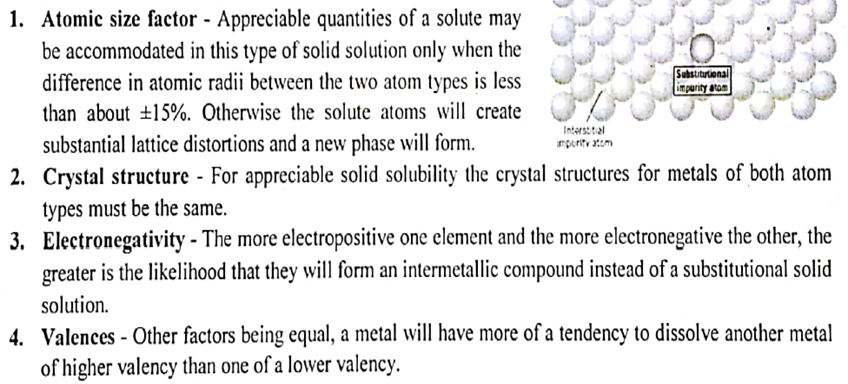 1. Atomic size factor - Appreciable quantities of a solute may
be accommodated in this type of solid solution only when the
difference in atomic radii between the two atom types is less
than about ±15%. Otherwise the solute atoms will create
substantial lattice distortions and a new phase will form.
Substitutional
impurity atom
Interstitial
impurity atom
2. Crystal structure - For appreciable solid solubility the crystal structures for metals of both atom
types must be the same.
3. Electronegativity - The more electropositive one element and the more electronegative the other, the
greater is the likelihood that they will form an intermetallic compound instead of a substitutional solid
solution.
4. Valences - Other factors being equal, a metal will have more of a tendency to dissolve another metal
of higher valency than one of a lower valency.